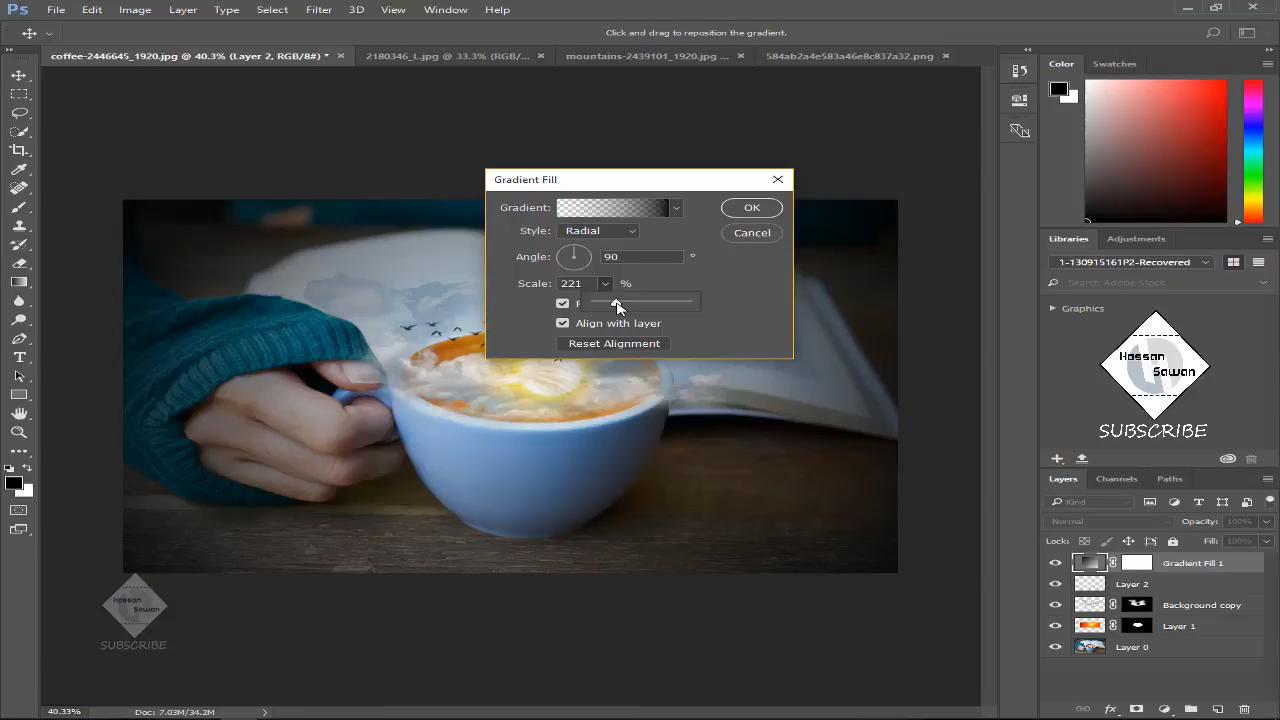 Ps File Edit Image Layer Type Select Filter 3D View Window Help
Click and drag to reposition the gradient.
coffee-2446645_1920.jpg @ 40.3% (Layer 2, RGB/8#) * 2180346_L.jpg @ 33.3% (RGB/... mountains-2439101_1920.jpg ... 584ab2a4e583a46e8c837a32.png
Color Swatches
Gradient Fill
Gradient: OK
Style: Radial Cancel
Angle: 90 °
Scale: 221 %
Align with layer
Reset Alignment
Libraries Adjustments
1-130915161P2-Recovered
Search Adobe Stock
Graphics
Hassan
Sawan
SUBSCRIBE
Layers Channels Paths
Kind
Normal Opacity: 100%
Lock: Fill: 100%
Gradient Fill 1
Layer 2
Background copy
Layer 1
Layer 0
Hassan
Sawan
SUBSCRIBE
40.33% Doc: 7.03M/34.2M